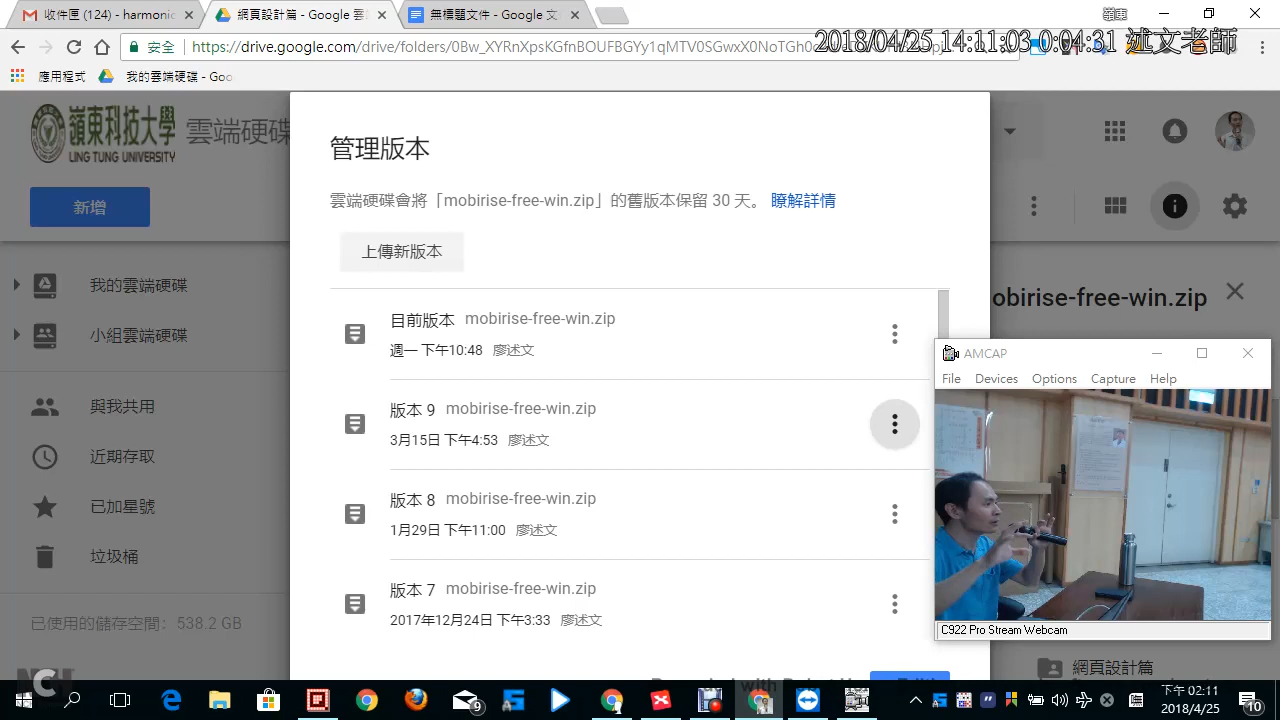 收件匣 (124) - harmonic
網頁設計篇 - Google 雲
無標題文件 - Google 文
嶺東
安全
https://drive.google.com/drive/folders/0Bw_XYRnXpsKGfnBOUFBGYy1qMTV0SGwxX0NoTGh0
2018/04/25 14:11:03 0:04:31 述文老師
應用程式
我的雲端硬碟 - Goo
嶺東科技大學
LING TUNG UNIVERSITY
雲端硬碟
新增
我的雲端硬碟
小組雲端硬碟
與我共用
近期存取
已加星號
垃圾桶
已使用的儲存空間： 538.2 GB
管理版本
雲端硬碟會將「mobirise-free-win.zip」的舊版本保留 30 天。 瞭解詳情
上傳新版本
目前版本 mobirise-free-win.zip
週一 下午10:48 廖述文
版本 9 mobirise-free-win.zip
3月15日 下午4:53 廖述文
版本 8 mobirise-free-win.zip
1月29日 下午11:00 廖述文
版本 7 mobirise-free-win.zip
2017年12月24日 下午3:33 廖述文
obirise-free-win.zip
AMCAP
File Devices Options Capture Help
C922 Pro Stream Webcam
網頁設計篇
下午 02:11
2018/4/25
9
10